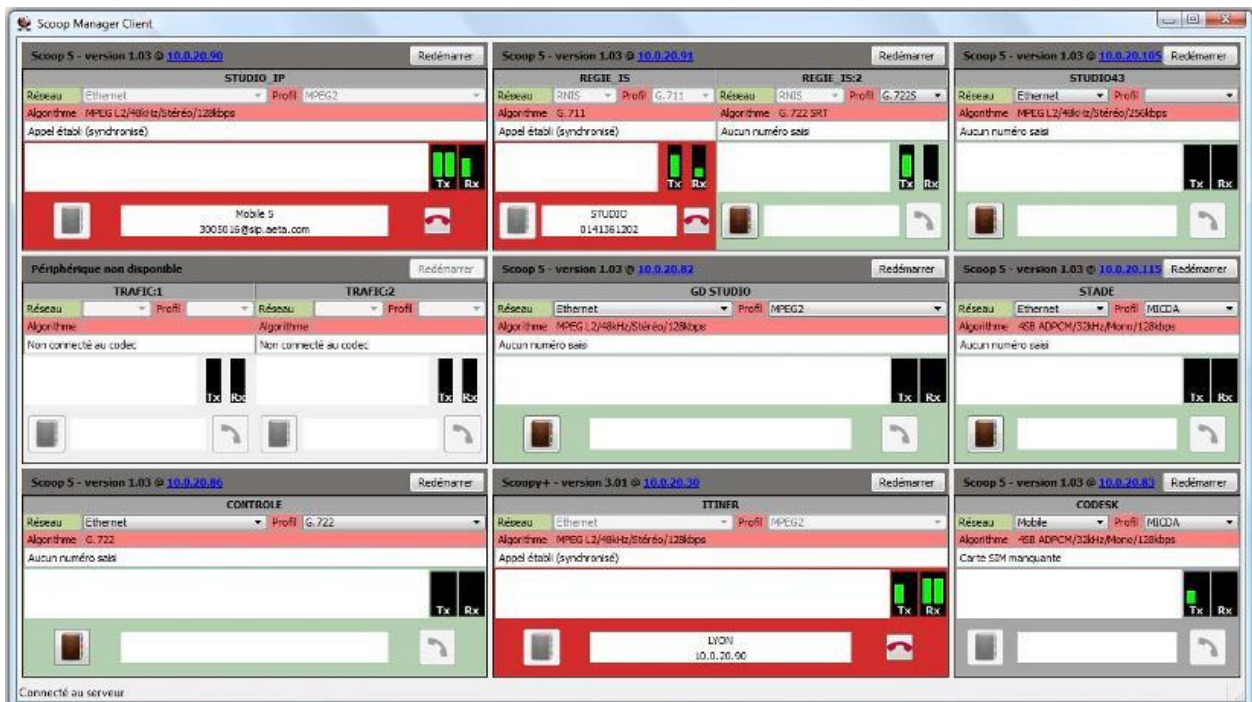 Scoop Manager Client
Scoop 5 - version 1.03 @ 10.0.20.90 Redémarrer
STUDIO_IP
Réseau Ethernet Profil MPEG2
Algorithme MPEG L2/48kHz/Stéréo/128kbps
Appel établi (synchronisé)
Tx Rx
Mobile 5
3005016@sip.aeta.com
Scoop 5 - version 1.03 @ 10.0.20.91 Redémarrer
REGIE_IS REGIE_IS:2
Réseau RNIS Profil G.711 Réseau RNIS Profil G.722S
Algorithme G.711 Algorithme G.722 SRT
Appel établi (synchronisé) Aucun numéro saisi
Tx Rx Tx Rx
STUDIO
0141361202
Scoop 5 - version 1.03 @ 10.0.20.105 Redémarrer
STUDIO43
Réseau Ethernet Profil
Algorithme MPEG L2/48kHz/Stéréo/256kbps
Aucun numéro saisi
Tx Rx
Périphérique non disponible Redémarrer
TRAFIC:1 TRAFIC:2
Réseau Profil Réseau Profil
Algorithme Algorithme
Non connecté au codec Non connecté au codec
Tx Rx Tx Rx
Scoop 5 - version 1.03 @ 10.0.20.82 Redémarrer
GD STUDIO
Réseau Ethernet Profil MPEG2
Algorithme MPEG L2/48kHz/Stéréo/128kbps
Aucun numéro saisi
Tx Rx
Scoop 5 - version 1.03 @ 10.0.20.115 Redémarrer
STADE
Réseau Ethernet Profil MICDA
Algorithme 4SB ADPCM/32kHz/Mono/128kbps
Aucun numéro saisi
Tx Rx
Scoop 5 - version 1.03 @ 10.0.20.86 Redémarrer
CONTROLE
Réseau Ethernet Profil G.722
Algorithme G.722
Aucun numéro saisi
Tx Rx
Scoopy+ - version 3.01 @ 10.0.20.30 Redémarrer
ITINER
Réseau Ethernet Profil MPEG2
Algorithme MPEG L2/48kHz/Stéréo/128kbps
Appel établi (synchronisé)
Tx Rx
LYON
10.0.20.90
Scoop 5 - version 1.03 @ 10.0.20.83 Redémarrer
CODESK
Réseau Mobile Profil MICDA
Algorithme 4SB ADPCM/32kHz/Mono/128kbps
Carte SIM manquante
Tx Rx
Connecté au serveur